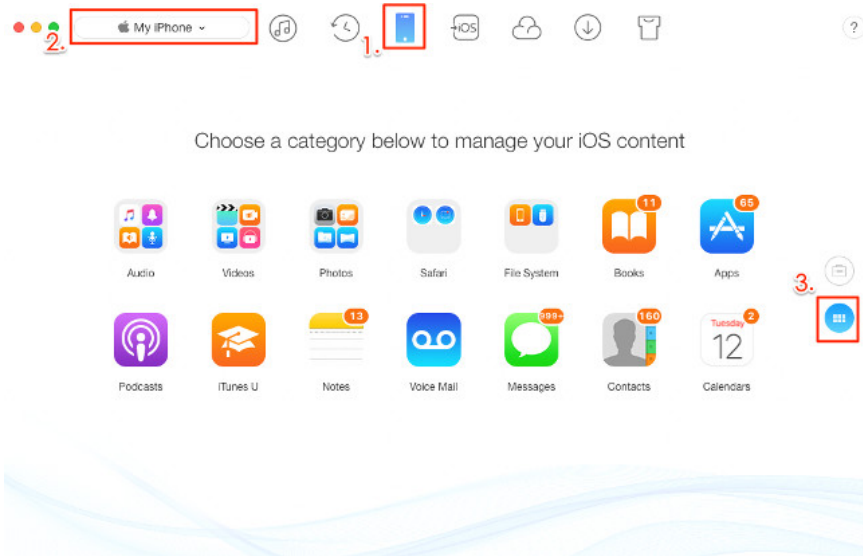 1.
2.
My iPhone
iOS
?
Choose a category below to manage your iOS content
11
65
Audio
Videos
Photos
Safari
File System
Books
Apps
3.
13
999+
160
2
Tuesday
12
Podcasts
iTunes U
Notes
Voice Mail
Messages
Contacts
Calendars